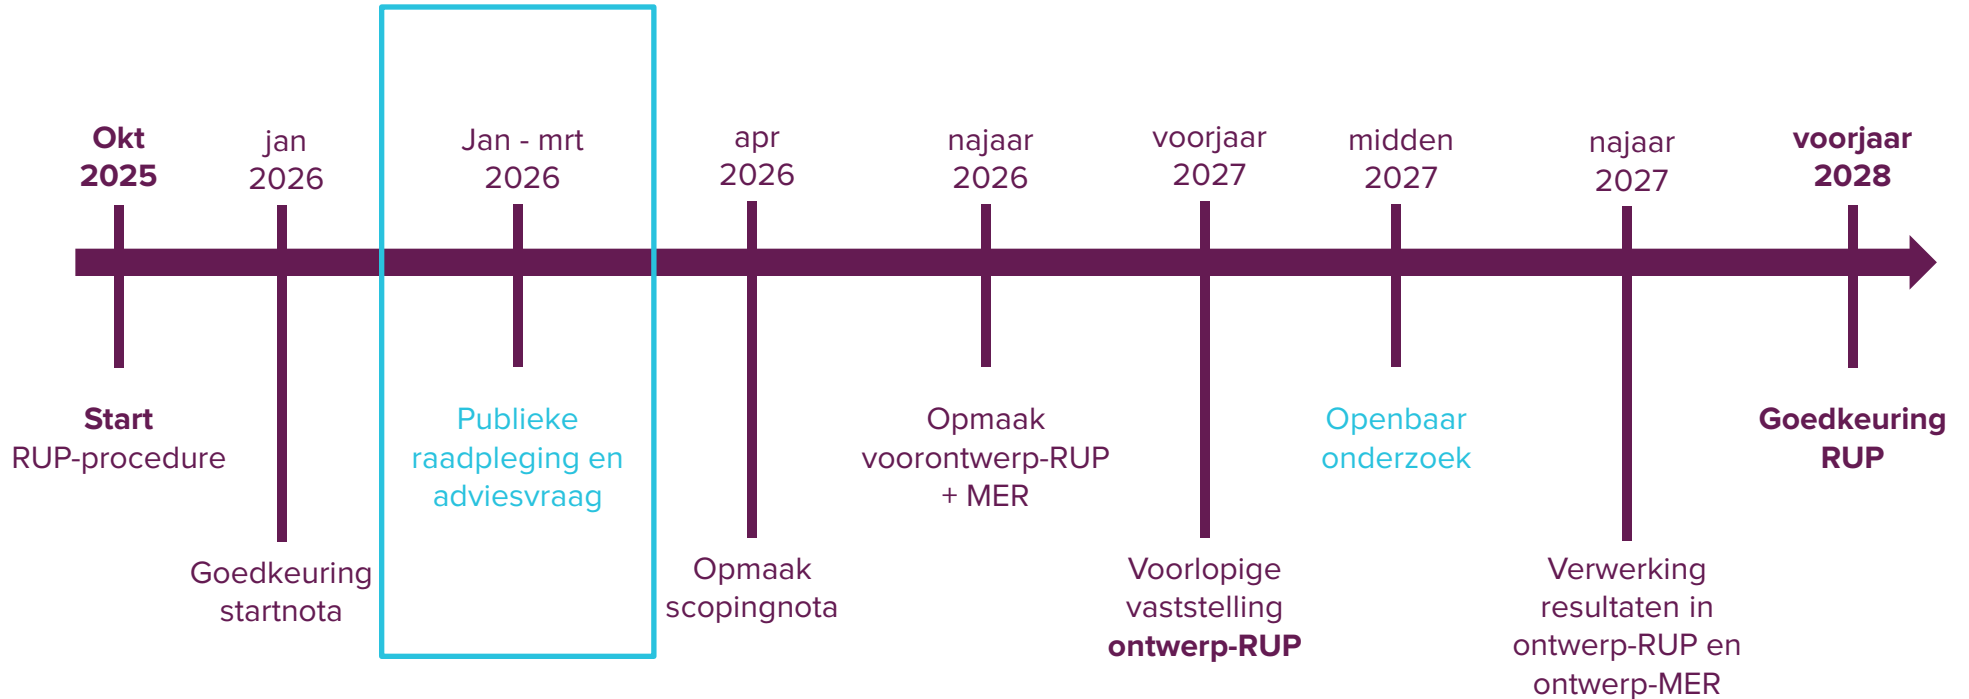 Okt
2025
jan
2026
Jan - mrt
2026
apr
2026
najaar
2026
voorjaar
2027
midden
2027
najaar
2027
voorjaar
2028
Start
RUP-procedure
Goedkeuring
startnota
Publieke
raadpleging en
adviesvraag
Opmaak
scopingnota
Opmaak
voorontwerp-RUP
+ MER
Voorlopige
vaststelling
ontwerp-RUP
Openbaar
onderzoek
Verwerking
resultaten in
ontwerp-RUP en
ontwerp-MER
Goedkeuring
RUP